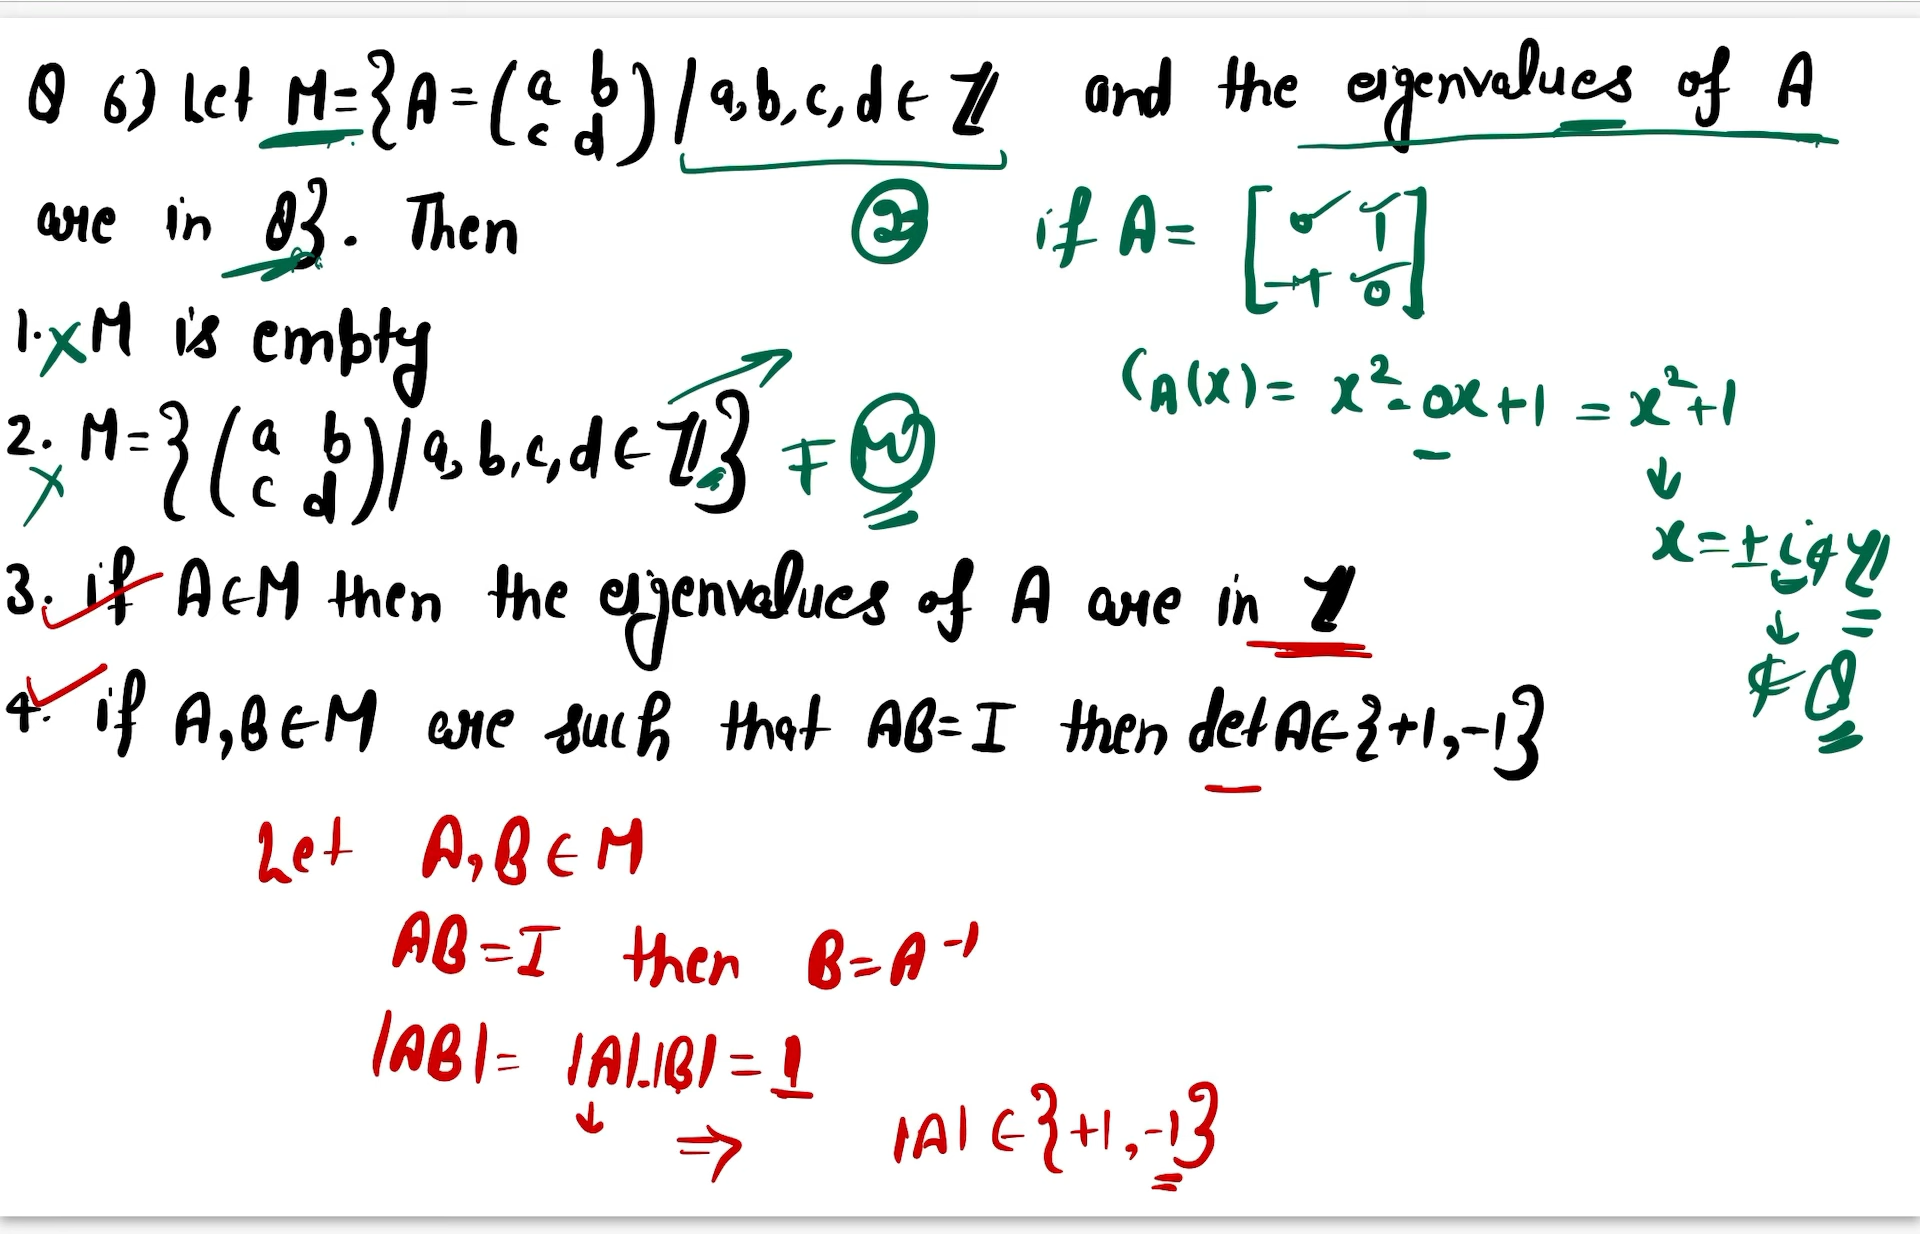 Q 6) Let M={A=(a b
c d)/a,b,c,d ∈ ℤ and the eigenvalues of A
are in Q}. Then
② if A= [0 1
-1 0]
1. x M is empty
C_A(x)= x²-0x+1 = x²+1
2. x M={(a b
c d)/a,b,c,d ∈ ℤ} ≠ M
x=±i∉ℤ
3. if A∈M then the eigenvalues of A are in ℤ
∉ Q
4. if A,B∈M are such that AB=I then det A∈{+1,-1}
Let A,B∈M
AB=I then B=A⁻¹
|AB|= |A|.|B|=1
⇒ |A|∈{+1,-1}